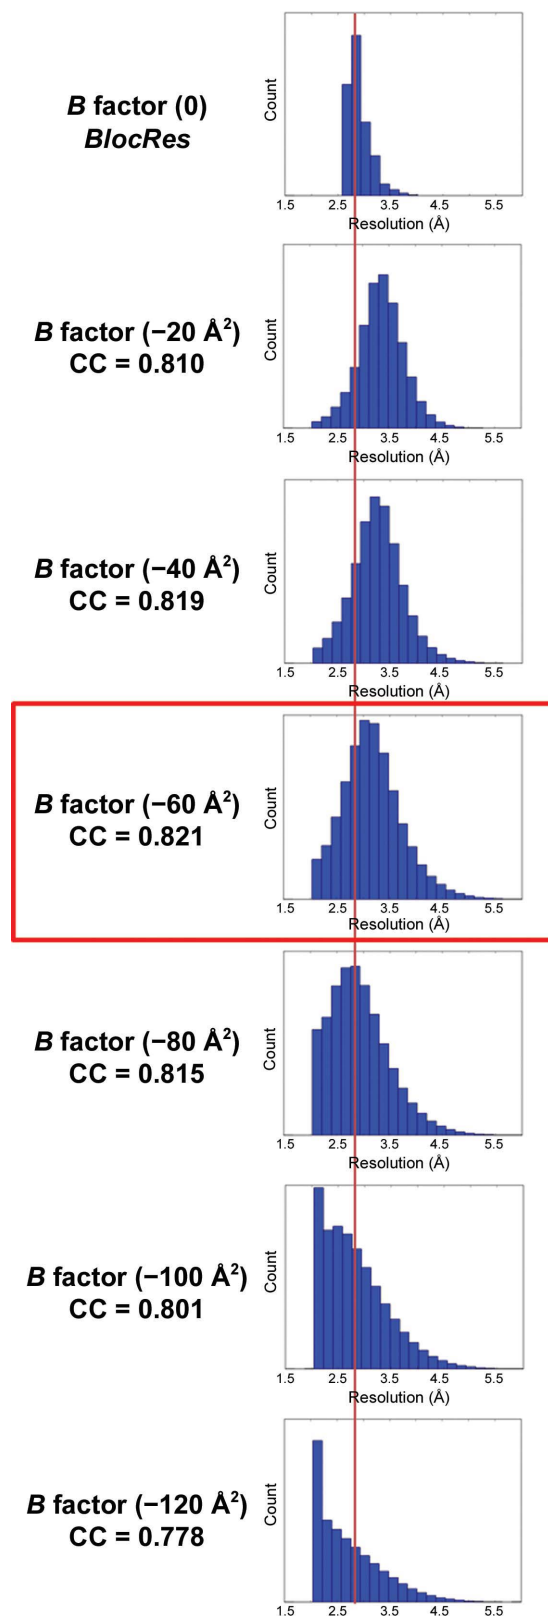 B factor (0)
BlocRes
Count
1.5 2.5 3.5 4.5 5.5
Resolution (Å)
B factor (−20 Å²)
CC = 0.810
Count
1.5 2.5 3.5 4.5 5.5
Resolution (Å)
B factor (−40 Å²)
CC = 0.819
Count
1.5 2.5 3.5 4.5 5.5
Resolution (Å)
B factor (−60 Å²)
CC = 0.821
Count
1.5 2.5 3.5 4.5 5.5
Resolution (Å)
B factor (−80 Å²)
CC = 0.815
Count
1.5 2.5 3.5 4.5 5.5
Resolution (Å)
B factor (−100 Å²)
CC = 0.801
Count
1.5 2.5 3.5 4.5 5.5
Resolution (Å)
B factor (−120 Å²)
CC = 0.778
Count
1.5 2.5 3.5 4.5 5.5